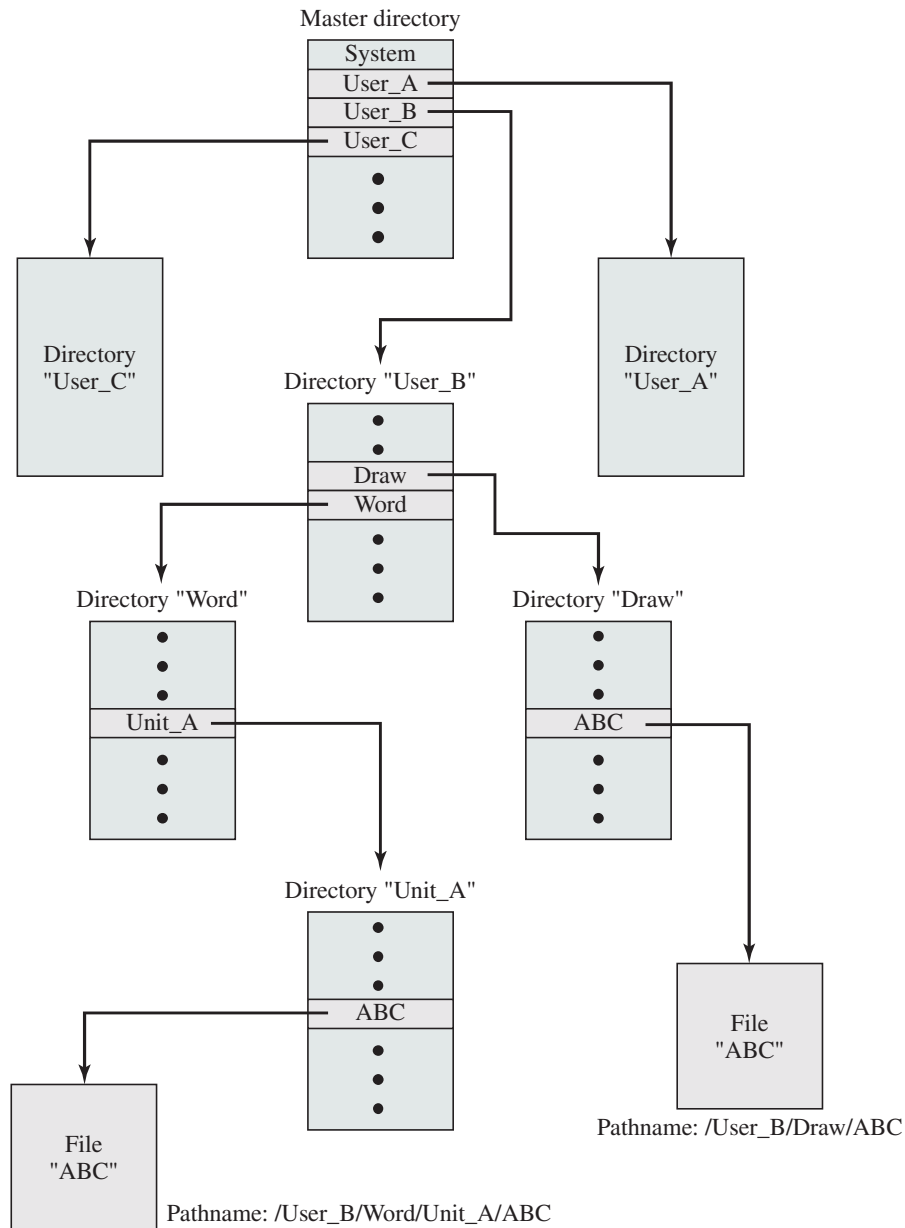 Master directory
System
User_A
User_B
User_C
Directory
"User_C"
Directory
"User_A"
Directory "User_B"
Draw
Word
Directory "Word"
Directory "Draw"
Unit_A
ABC
Directory "Unit_A"
ABC
File
"ABC"
Pathname: /User_B/Draw/ABC
File
"ABC"
Pathname: /User_B/Word/Unit_A/ABC